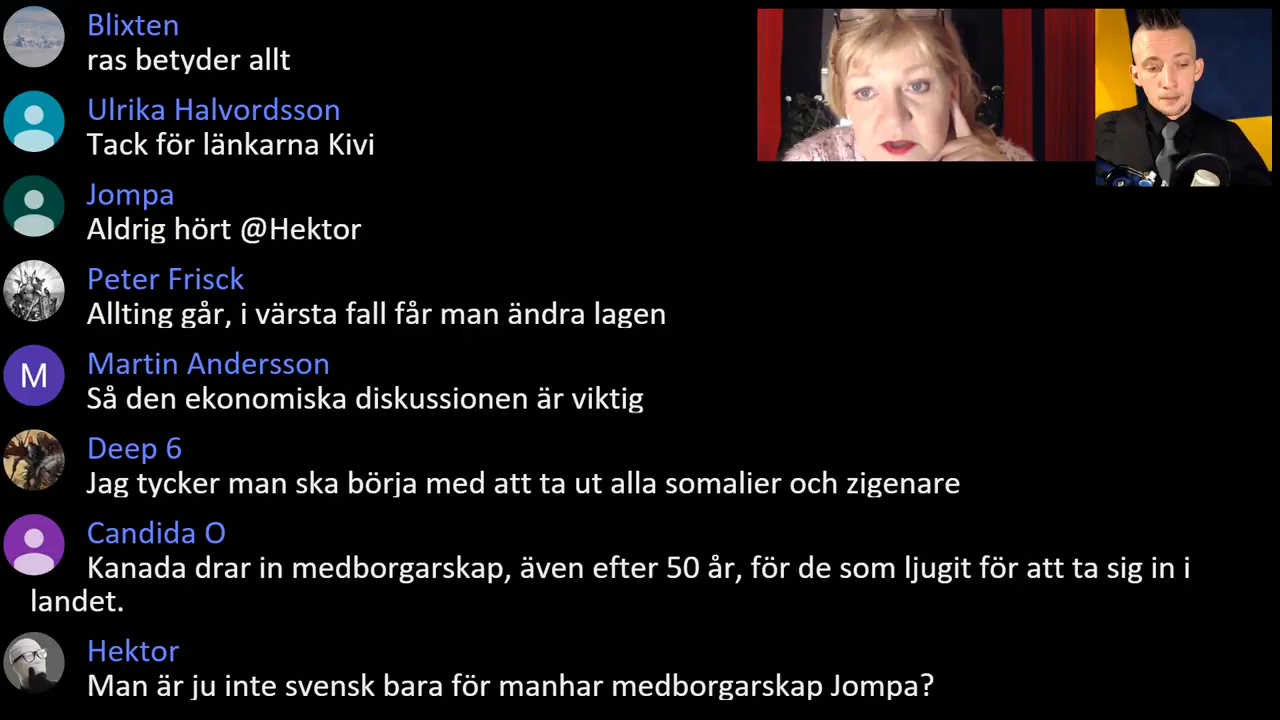 Blixten
ras betyder allt
Ulrika Halvordsson
Tack för länkarna Kivi
Jompa
Aldrig hört @Hektor
Peter Frisck
Allting går, i värsta fall får man ändra lagen
M
Martin Andersson
Så den ekonomiska diskussionen är viktig
Deep 6
Jag tycker man ska börja med att ta ut alla somalier och zigenare
Candida O
Kanada drar in medborgarskap, även efter 50 år, för de som ljugit för att ta sig in i
landet.
Hektor
Man är ju inte svensk bara för manhar medborgarskap Jompa?